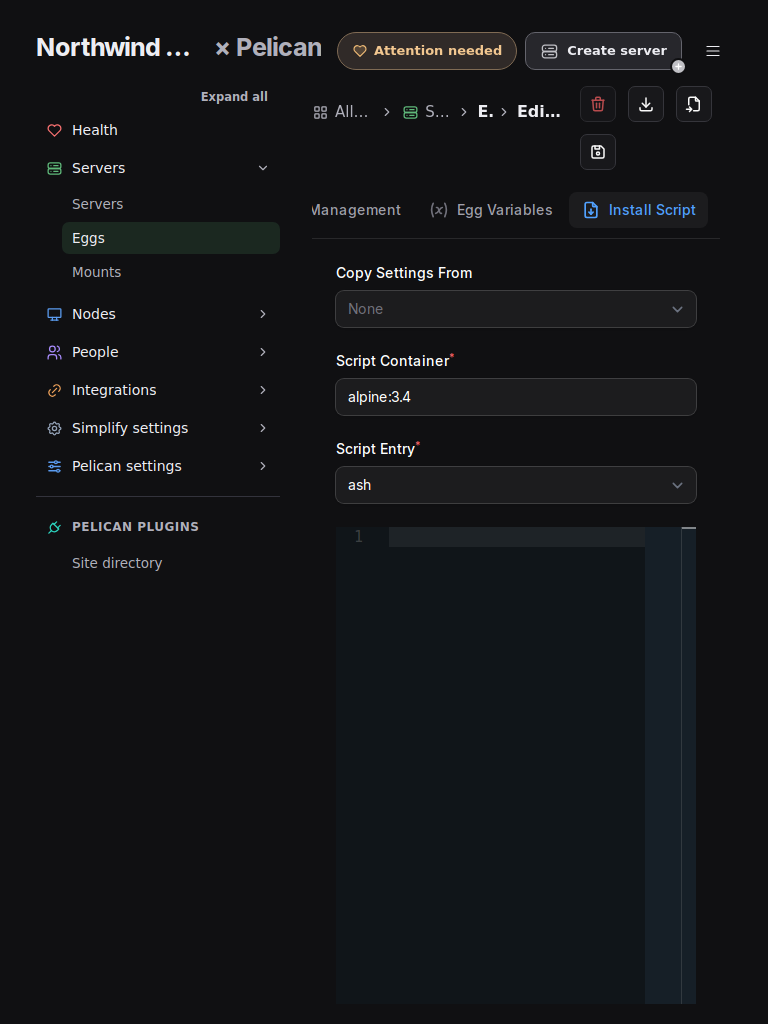 Northwind ... × Pelican
Attention needed
Create server
Expand all
Health
Servers
Servers
Eggs
Mounts
Nodes
People
Integrations
Simplify settings
Pelican settings
PELICAN PLUGINS
Site directory
All... > S... > E. > Edi...
Management
(x) Egg Variables
Install Script
Copy Settings From
None
Script Container*
alpine:3.4
Script Entry*
ash
1